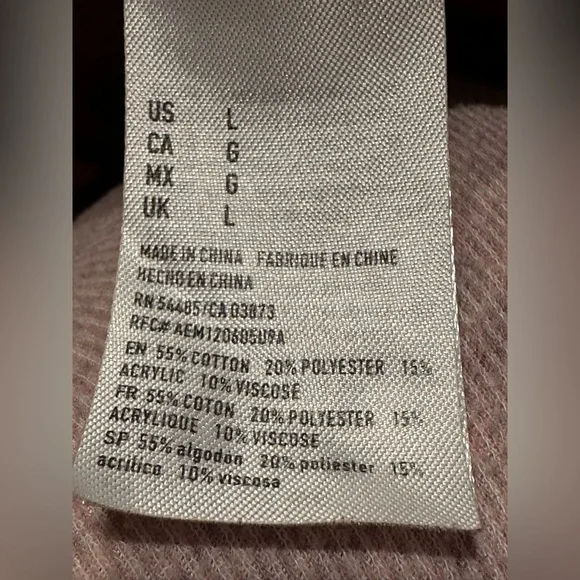 US L
CA G
MX G
UK L
MADE IN CHINA FABRIQUE EN CHINE
HECHO EN CHINA
RN 54485/CA 03873
RFC# AEM120605U9A
EN 55% COTTON 20% POLYESTER 15%
ACRYLIC 10% VISCOSE
FR 55% COTON 20% POLYESTER 15%
ACRYLIQUE 10% VISCOSE
SP 55% algodon 20% poliester 15%
acrilico 10% viscosa